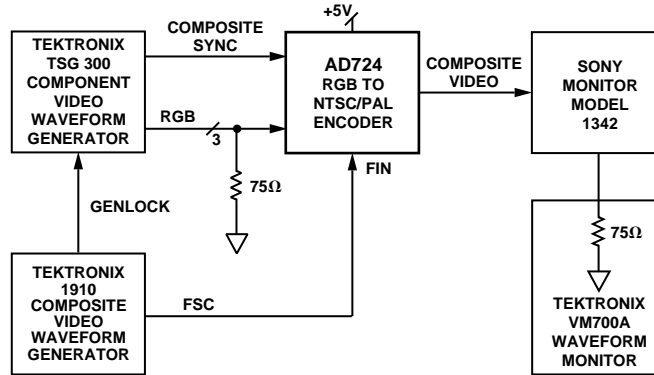 +5V
TEKTRONIX
TSG 300
COMPONENT
VIDEO
WAVEFORM
GENERATOR
COMPOSITE
SYNC
RGB
3
75Ω
AD724
RGB TO
NTSC/PAL
ENCODER
FIN
COMPOSITE
VIDEO
SONY
MONITOR
MODEL
1342
GENLOCK
75Ω
TEKTRONIX
1910
COMPOSITE
VIDEO
WAVEFORM
GENERATOR
FSC
TEKTRONIX
VM700A
WAVEFORM
MONITOR